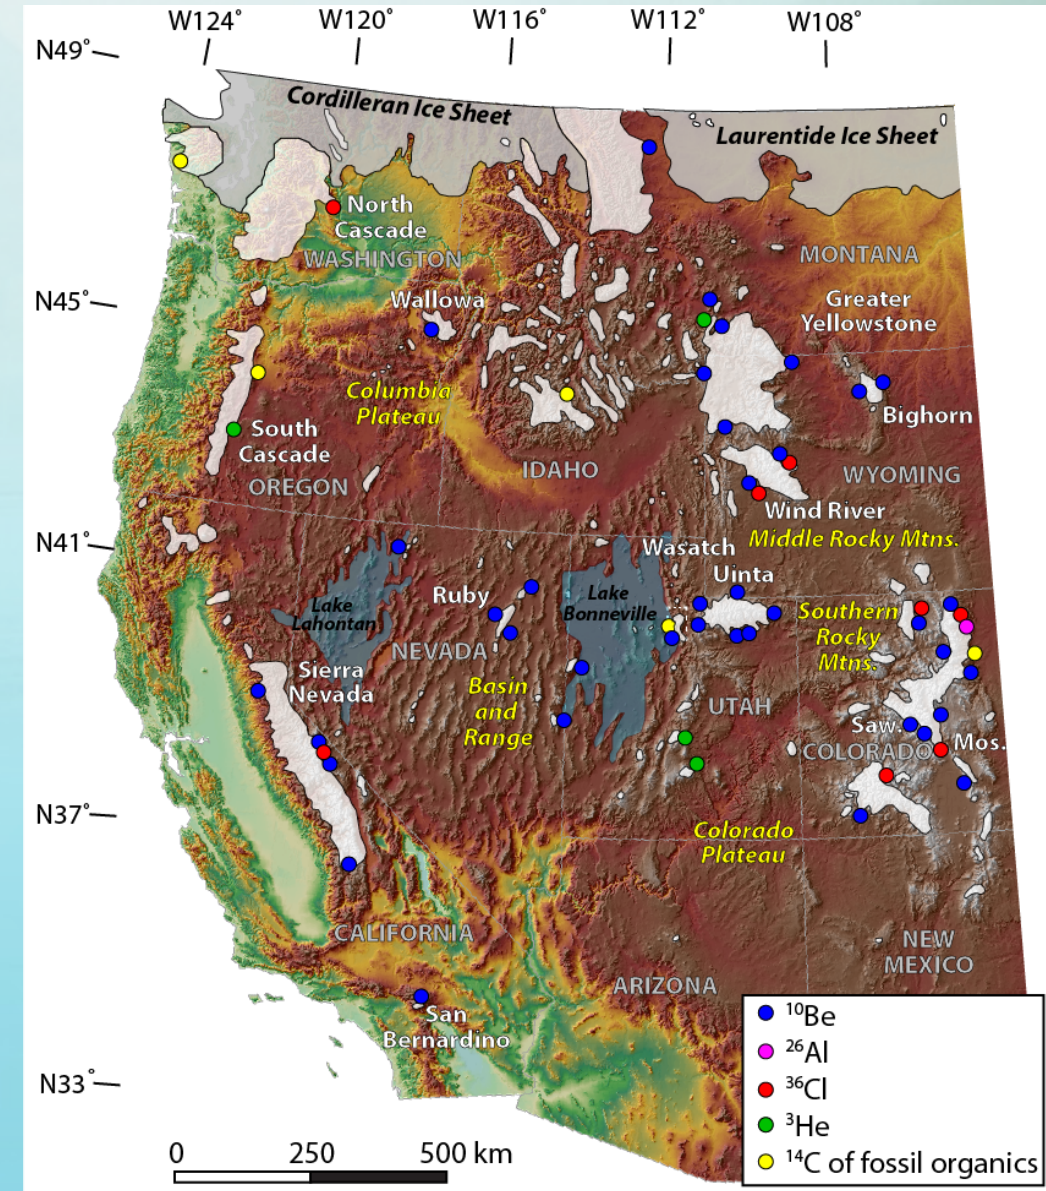 W124˚
W120˚
W116˚
W112˚
W108˚
N49˚
Cordilleran Ice Sheet
Laurentide Ice Sheet
North
Cascade
WASHINGTON
MONTANA
N45˚
Wallowa
Greater
Yellowstone
Columbia
Plateau
Bighorn
South
Cascade
OREGON
IDAHO
WYOMING
Wind River
N41˚
Middle Rocky Mtns.
Wasatch
Uinta
Ruby
Lake
Lahontan
Lake
Bonneville
Southern
Rocky
Mtns.
NEVADA
Sierra
Nevada
Basin
and
Range
UTAH
Saw.
COLORADO
Mos.
N37˚
Colorado
Plateau
CALIFORNIA
NEW
MEXICO
ARIZONA
San
Bernardino
N33˚
¹⁰Be
²⁶Al
³⁶Cl
³He
¹⁴C of fossil organics
0 250 500 km